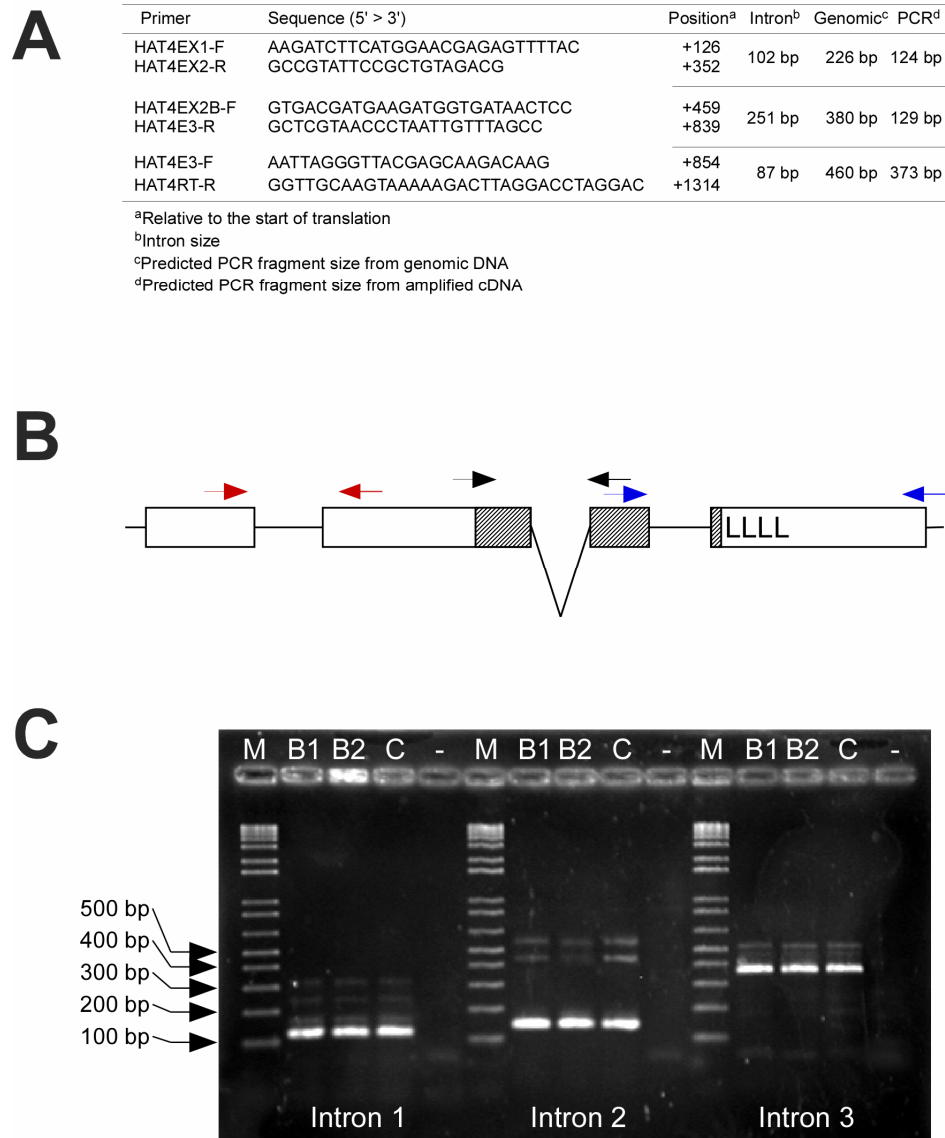 A
Primer Sequence (5' > 3') Positionᵃ Intronᵇ Genomicᶜ PCRᵈ
HAT4EX1-F AAGATCTTCATGGAACGAGAGTTTTAC +126
102 bp 226 bp 124 bp
HAT4EX2-R GCCGTATTCCGCTGTAGACG +352
HAT4EX2B-F GTGACGATGAAGATGGTGATAACTCC +459
251 bp 380 bp 129 bp
HAT4E3-R GCTCGTAACCCTAATTGTTTAGCC +839
HAT4E3-F AATTAGGGTTACGAGCAAGACAAG +854
87 bp 460 bp 373 bp
HAT4RT-R GGTTGCAAGTAAAAAGACTTAGGACCTAGGAC +1314
ᵃRelative to the start of translation
ᵇIntron size
ᶜPredicted PCR fragment size from genomic DNA
ᵈPredicted PCR fragment size from amplified cDNA
B
LLLL
C
M B1 B2 C - M B1 B2 C - M B1 B2 C -
500 bp
400 bp
300 bp
200 bp
100 bp
Intron 1 Intron 2 Intron 3